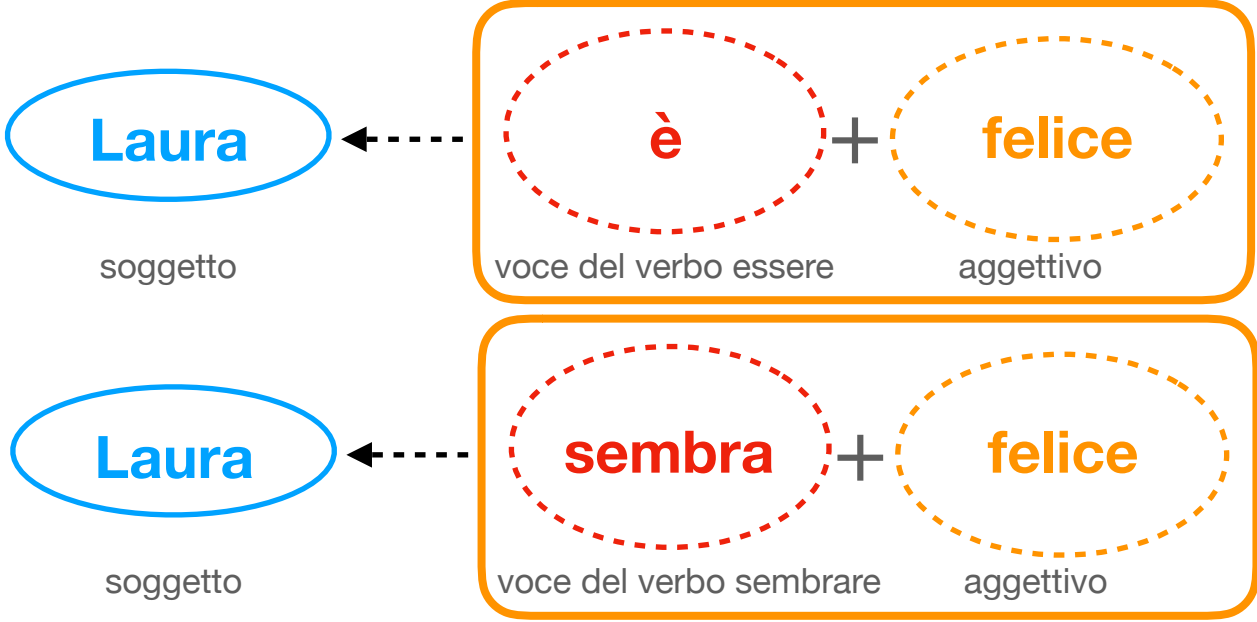 Laura è + felice
soggetto voce del verbo essere aggettivo
Laura sembra + felice
soggetto voce del verbo sembrare aggettivo